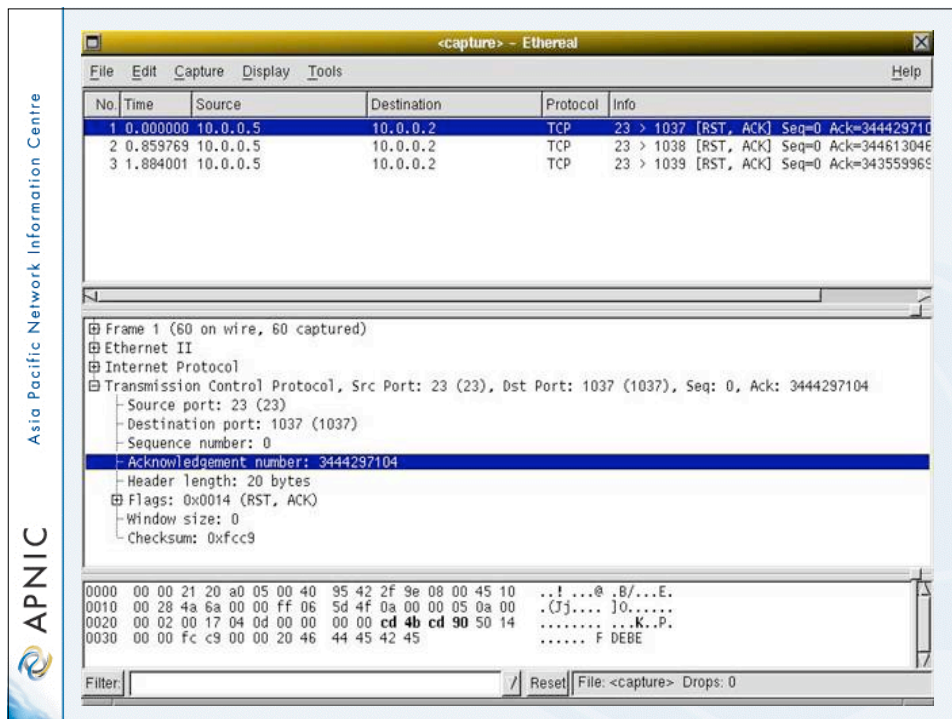 Asia Pacific Network Information Centre
APNIC
<capture> - Ethereal
File Edit Capture Display Tools Help
No. Time Source Destination Protocol Info
1 0.000000 10.0.0.5 10.0.0.2 TCP 23 > 1037 [RST, ACK] Seq=0 Ack=344429710
2 0.859769 10.0.0.5 10.0.0.2 TCP 23 > 1038 [RST, ACK] Seq=0 Ack=344613046
3 1.884001 10.0.0.5 10.0.0.2 TCP 23 > 1039 [RST, ACK] Seq=0 Ack=343559969
Frame 1 (60 on wire, 60 captured)
Ethernet II
Internet Protocol
Transmission Control Protocol, Src Port: 23 (23), Dst Port: 1037 (1037), Seq: 0, Ack: 3444297104
Source port: 23 (23)
Destination port: 1037 (1037)
Sequence number: 0
Acknowledgement number: 3444297104
Header length: 20 bytes
Flags: 0x0014 (RST, ACK)
Window size: 0
Checksum: 0xfcc9
0000 00 00 21 20 a0 05 00 40 95 42 2f 9e 08 00 45 10 ..! ...@ .B/...E.
0010 00 28 4a 6a 00 00 ff 06 5d 4f 0a 00 00 05 0a 00 .(Jj.... ]O......
0020 00 02 00 17 04 0d 00 00 00 00 cd 4b cd 90 50 14 ........ ...K..P.
0030 00 00 fc c9 00 00 20 46 44 45 42 45 ...... F DEBE
Filter: / Reset File: <capture> Drops: 0